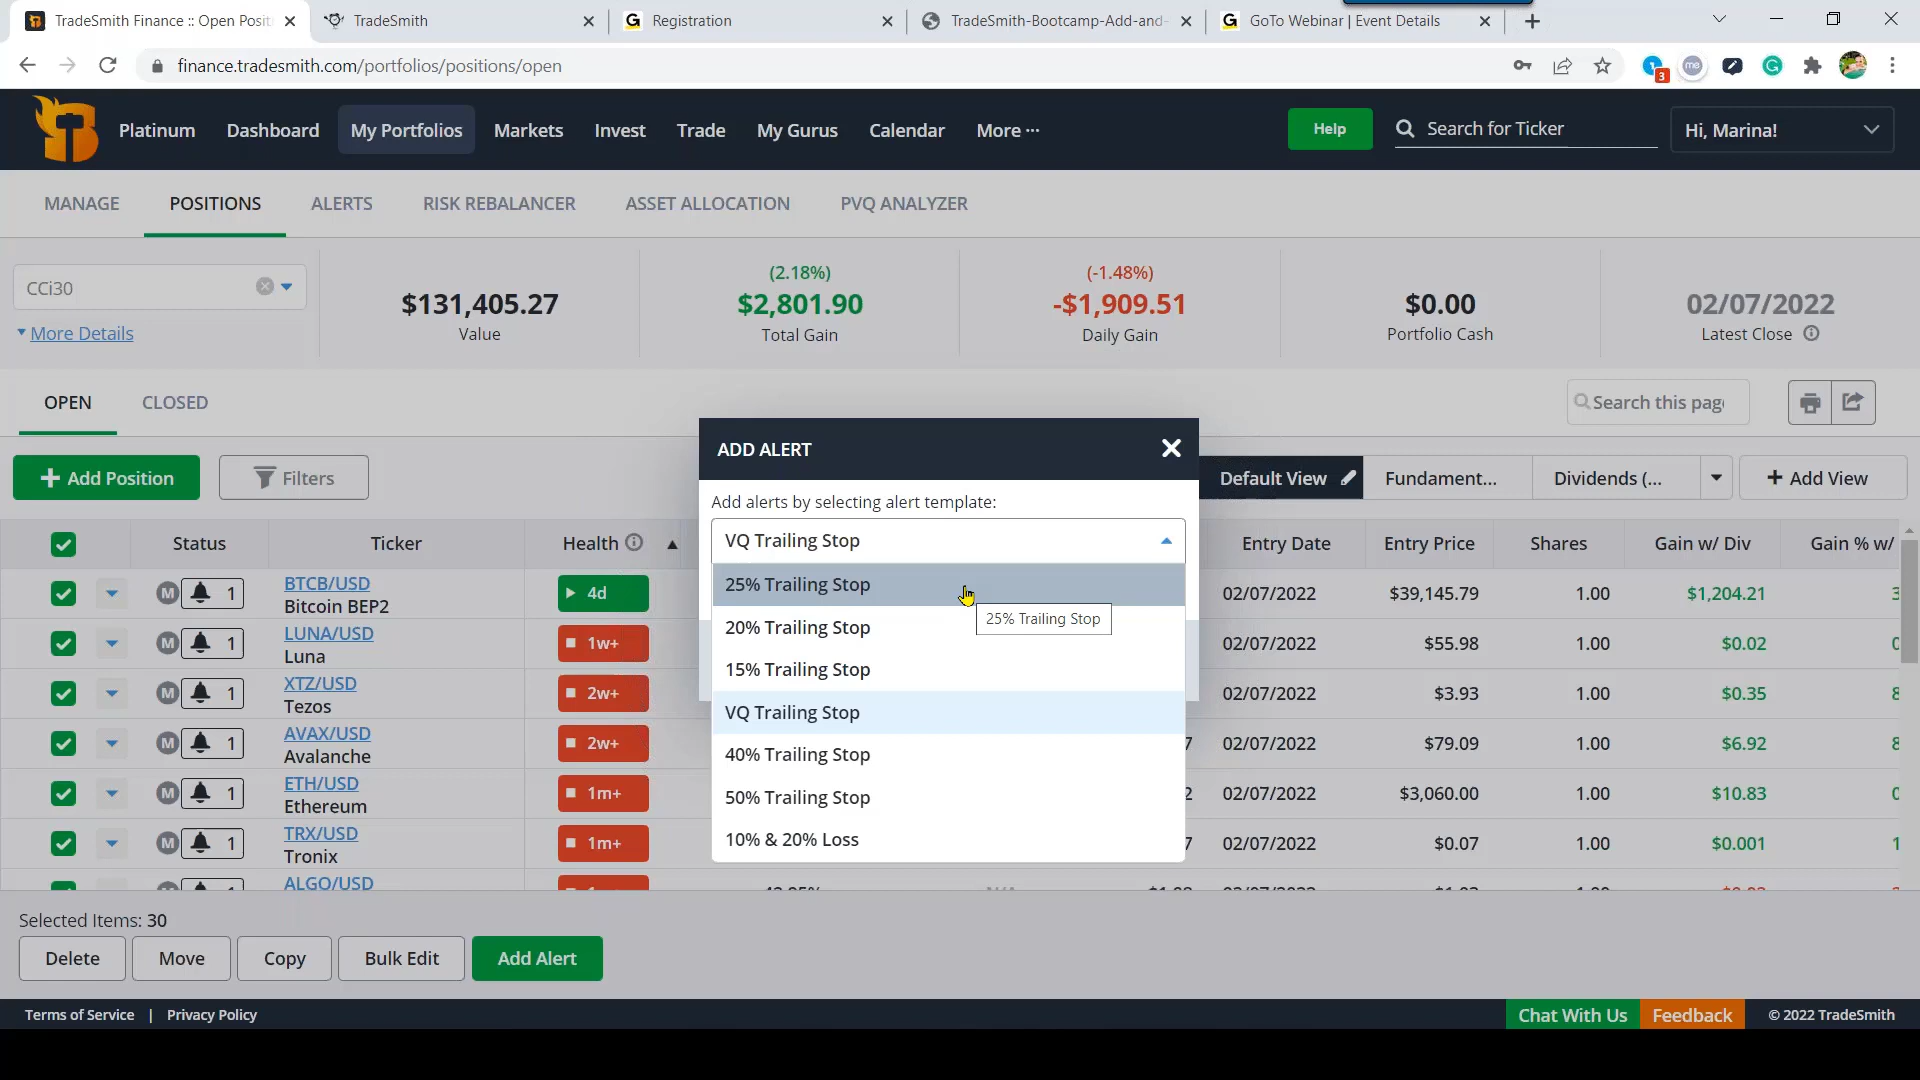 TradeSmith Finance :: Open Posit
TradeSmith
Registration
TradeSmith-Bootcamp-Add-and-
GoTo Webinar | Event Details
finance.tradesmith.com/portfolios/positions/open
3
Platinum
Dashboard
My Portfolios
Markets
Invest
Trade
My Gurus
Calendar
More ···
Help
Search for Ticker
Hi, Marina!
MANAGE
POSITIONS
ALERTS
RISK REBALANCER
ASSET ALLOCATION
PVQ ANALYZER
CCi30
More Details
$131,405.27
Value
(2.18%)
$2,801.90
Total Gain
(-1.48%)
-$1,909.51
Daily Gain
$0.00
Portfolio Cash
02/07/2022
Latest Close
OPEN
CLOSED
Search this page
Add Position
Filters
Default View
Fundament...
Dividends (...
+ Add View
ADD ALERT
Add alerts by selecting alert template:
VQ Trailing Stop
25% Trailing Stop
25% Trailing Stop
20% Trailing Stop
15% Trailing Stop
VQ Trailing Stop
40% Trailing Stop
50% Trailing Stop
10% & 20% Loss
Status Ticker Health Entry Date Entry Price Shares Gain w/ Div Gain % w/
M 1 BTCB/USD 4d 02/07/2022 $39,145.79 1.00 $1,204.21 3
Bitcoin BEP2
M 1 LUNA/USD 1w+ 02/07/2022 $55.98 1.00 $0.02 0
Luna
M 1 XTZ/USD 2w+ 02/07/2022 $3.93 1.00 $0.35 8
Tezos
M 1 AVAX/USD 2w+ 7 02/07/2022 $79.09 1.00 $6.92 8
Avalanche
M 1 ETH/USD 1m+ 2 02/07/2022 $3,060.00 1.00 $10.83 0
Ethereum
M 1 TRX/USD 1m+ 7 02/07/2022 $0.07 1.00 $0.001 1
Tronix
ALGO/USD
Selected Items: 30
Delete
Move
Copy
Bulk Edit
Add Alert
Terms of Service | Privacy Policy
Chat With Us
Feedback
© 2022 TradeSmith